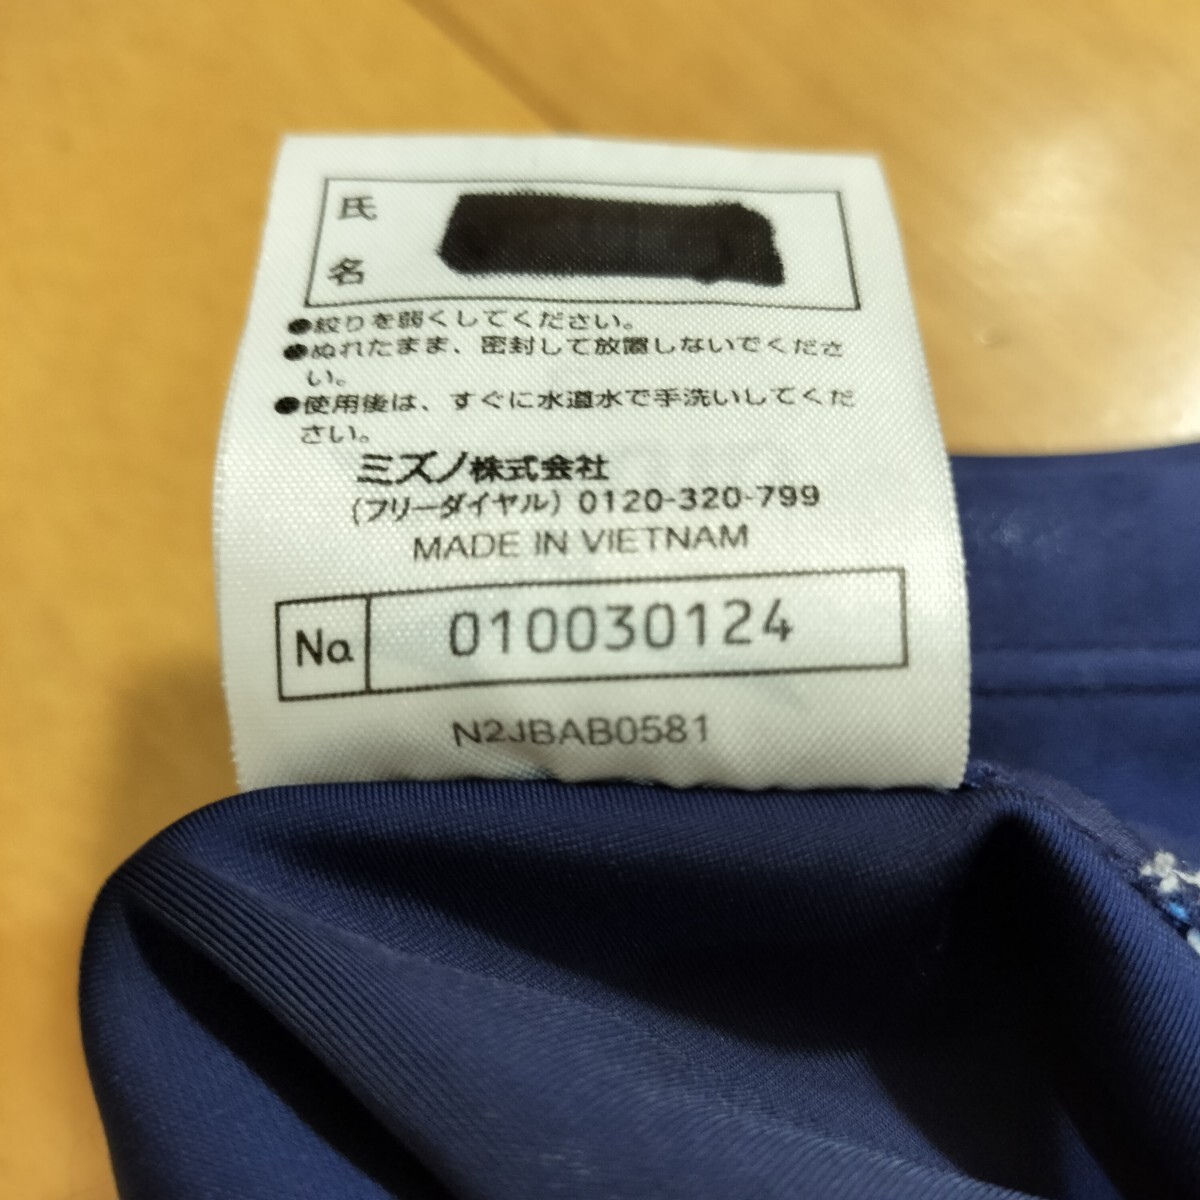 氏
名
●絞りを弱くしてください。
●ぬれたまま、密封して放置しないでくださ
い。
●使用後は、すぐに水道水で手洗いしてくだ
さい。
ミズノ株式会社
(フリーダイヤル) 0120-320-799
MADE IN VIETNAM
No. 010030124
N2JBAB0581